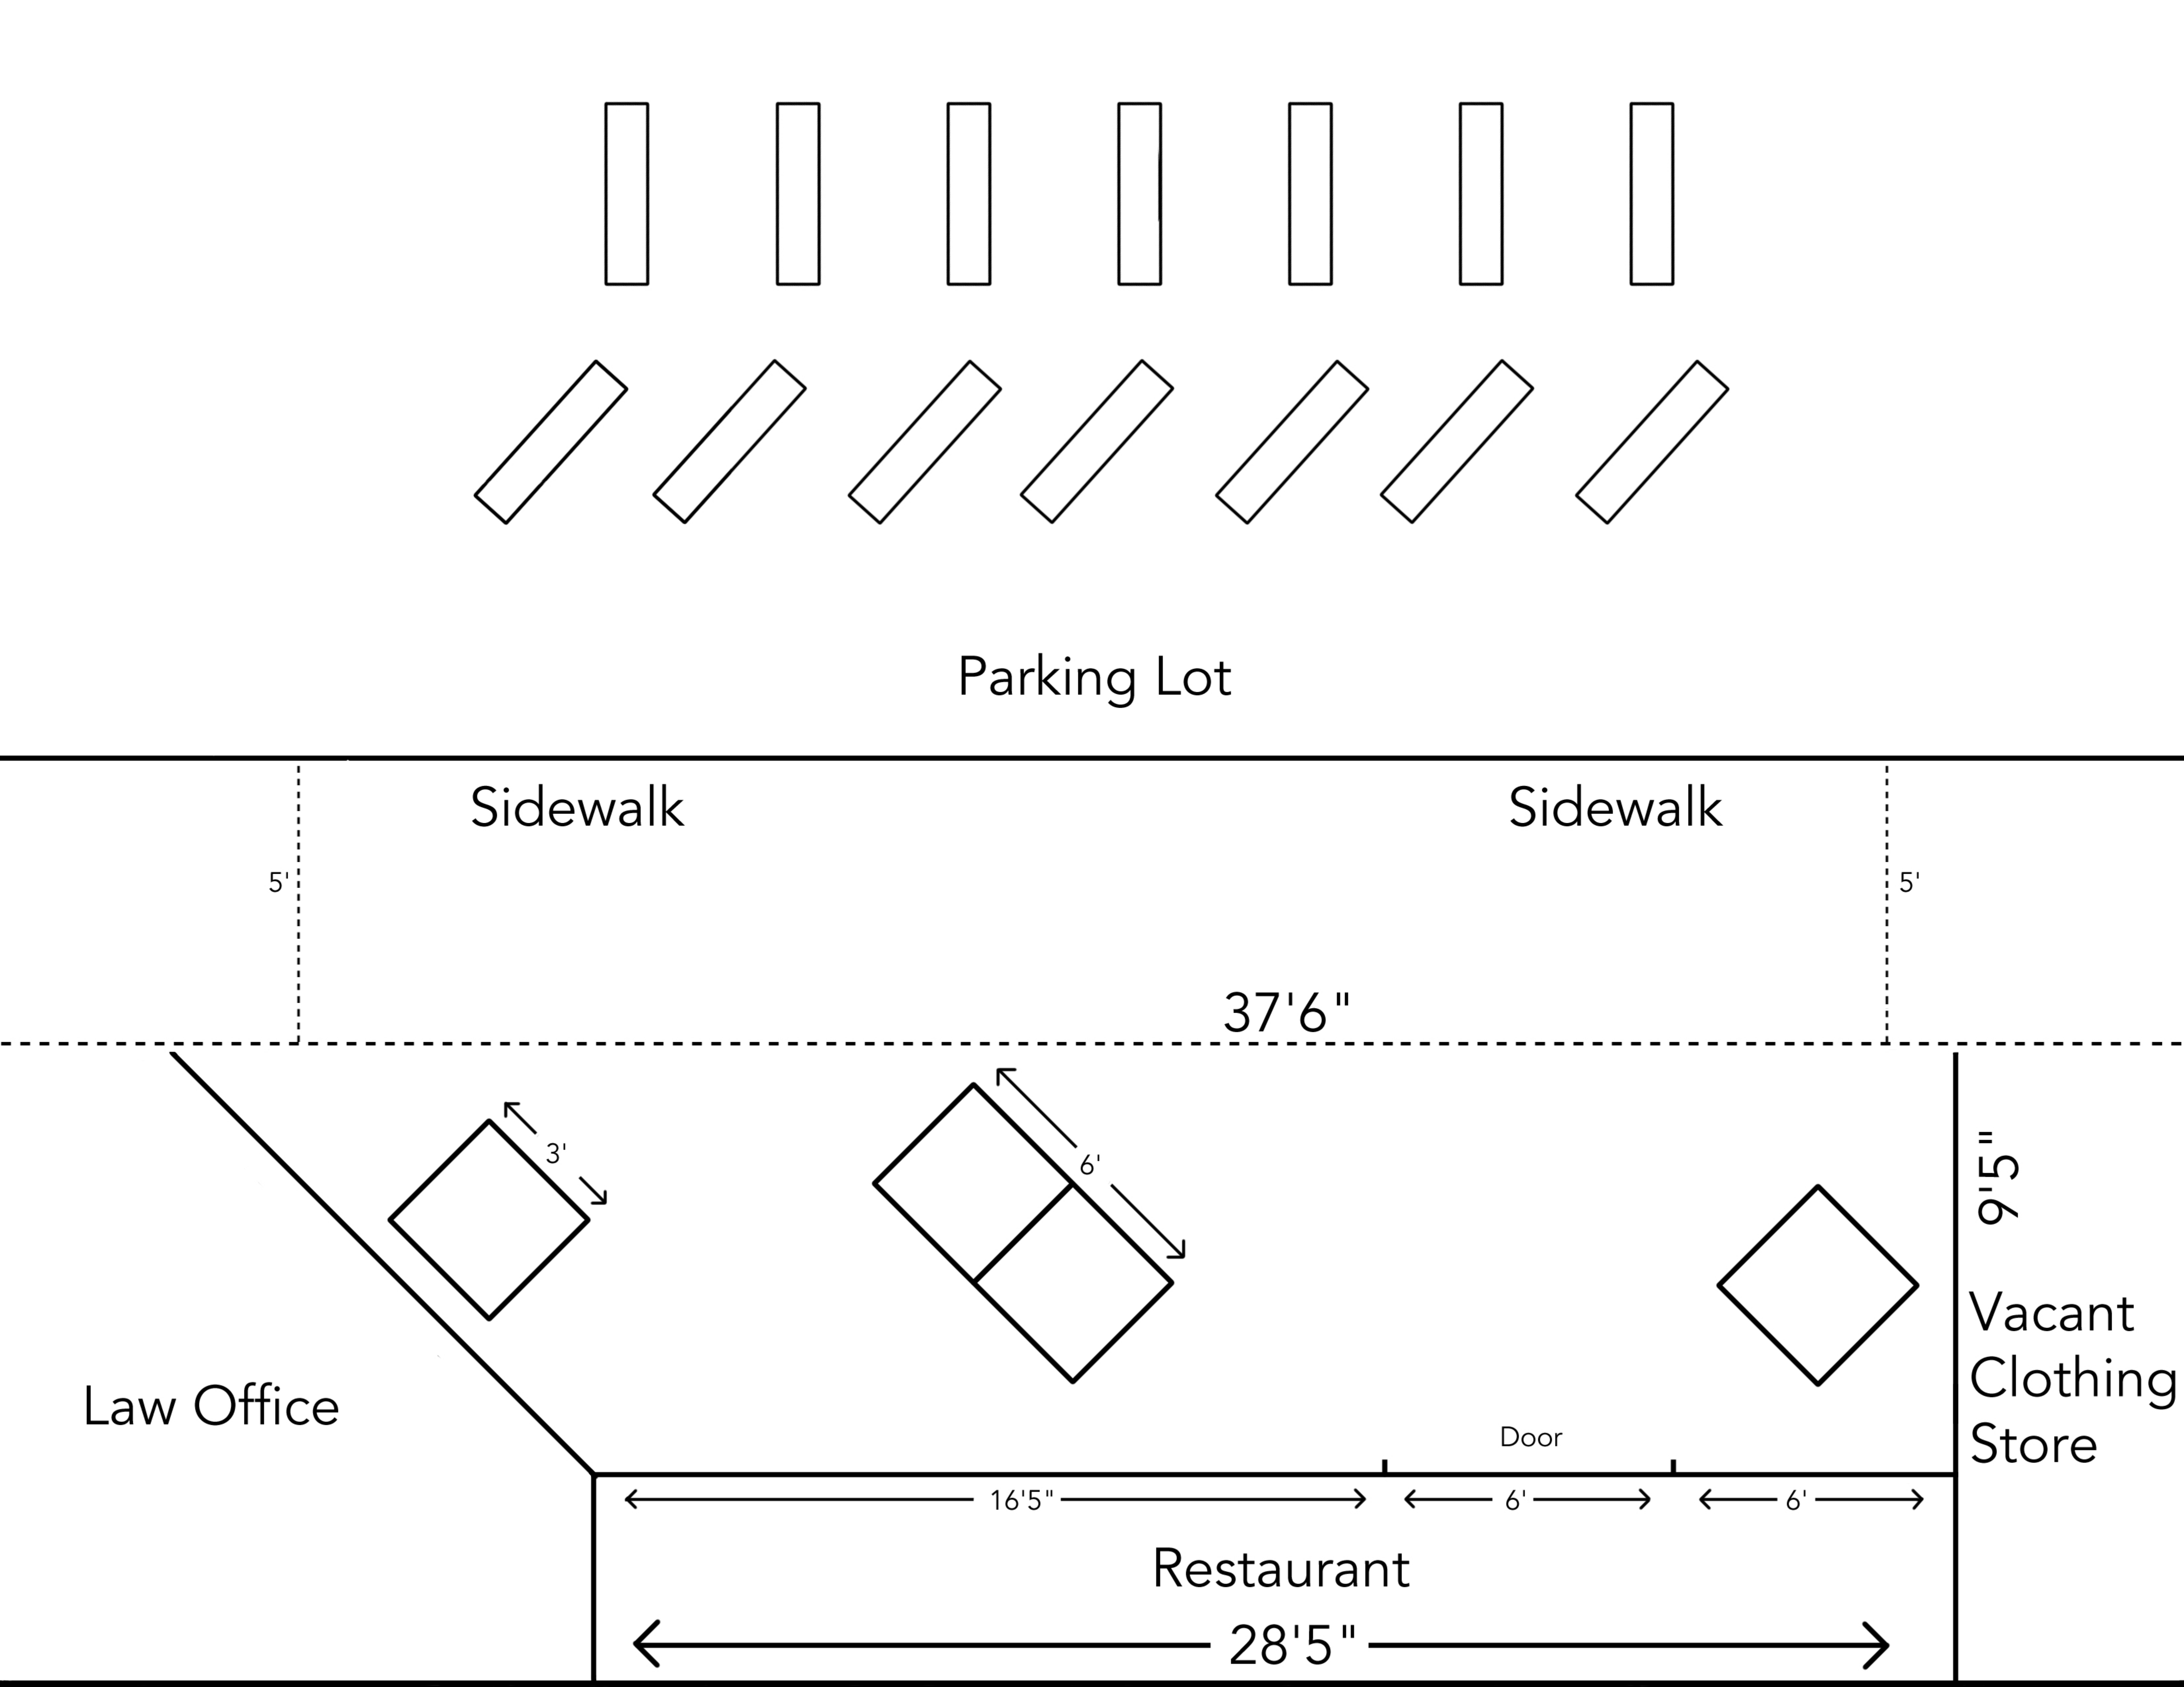 Parking Lot
Sidewalk
Sidewalk
5'
5'
37'6"
3'
6'
9'5"
Vacant
Clothing
Store
Law Office
Door
16'5"
6'
6'
Restaurant
28'5"